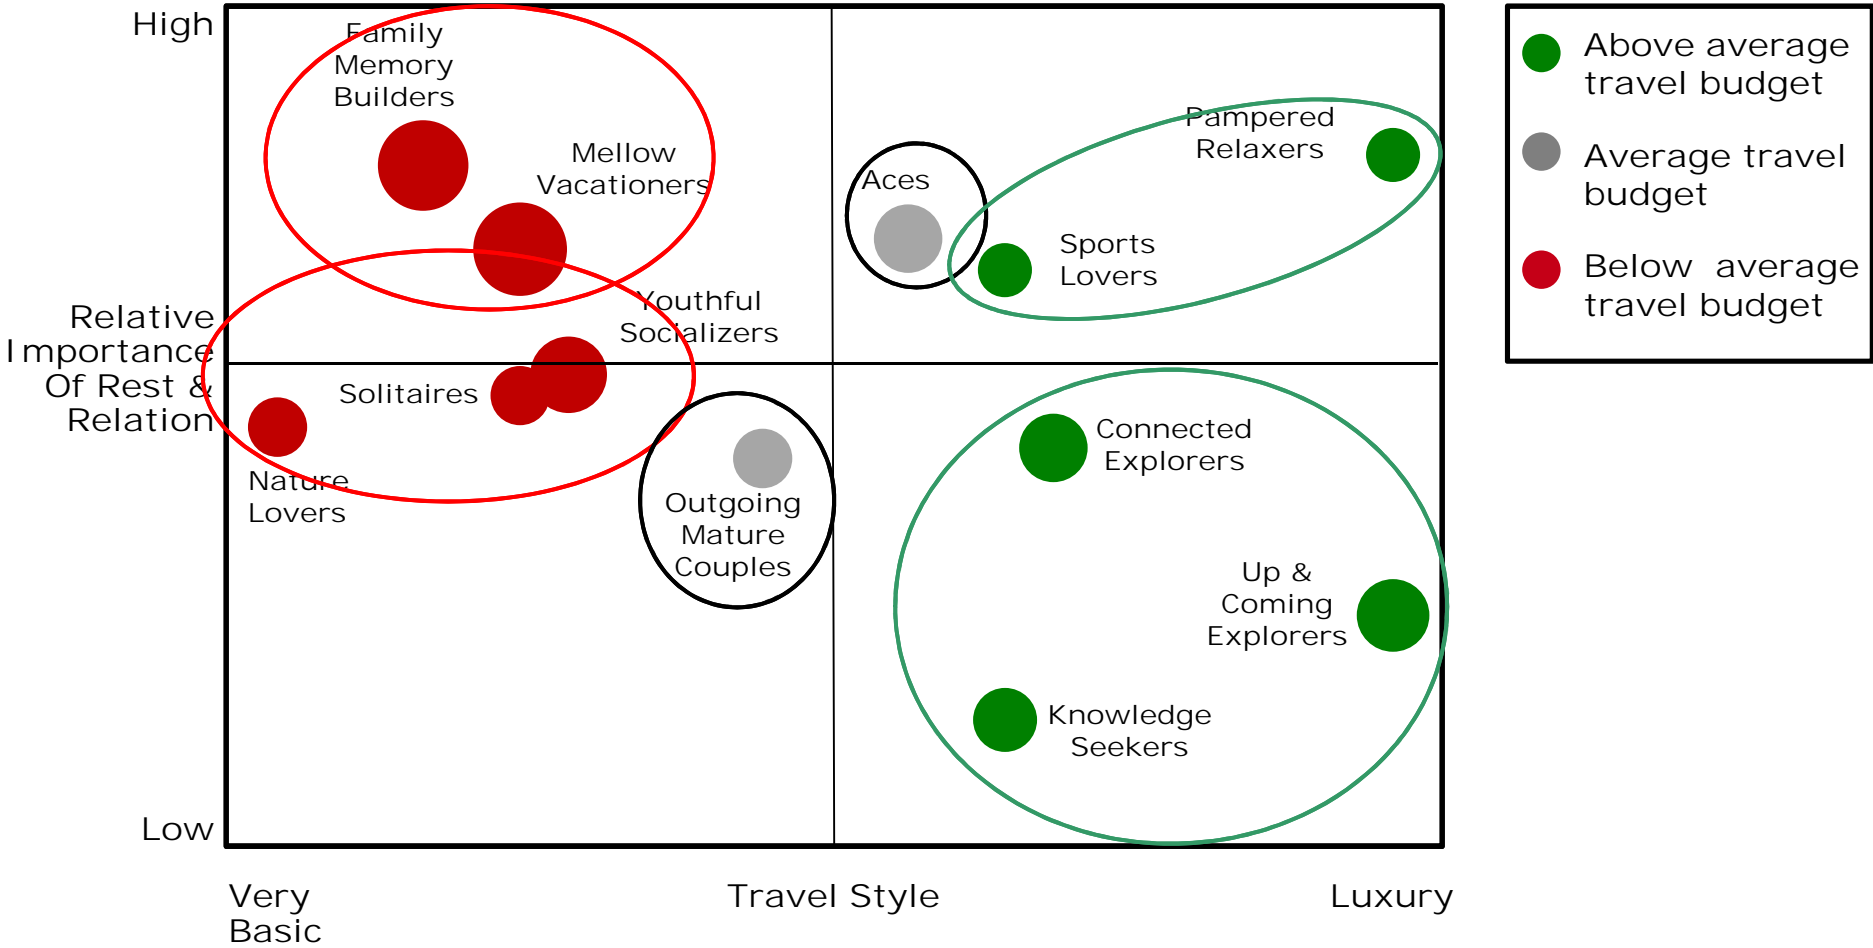 High
Family
Memory
Builders
Mellow
Vacationers
Aces
Pampered
Relaxers
Sports
Lovers
Above average
travel budget
Average travel
budget
Below average
travel budget
Relative
Importance
Of Rest &
Relation
Youthful
Socializers
Solitaires
Nature
Lovers
Outgoing
Mature
Couples
Connected
Explorers
Up &
Coming
Explorers
Knowledge
Seekers
Low
Very
Basic
Travel Style
Luxury